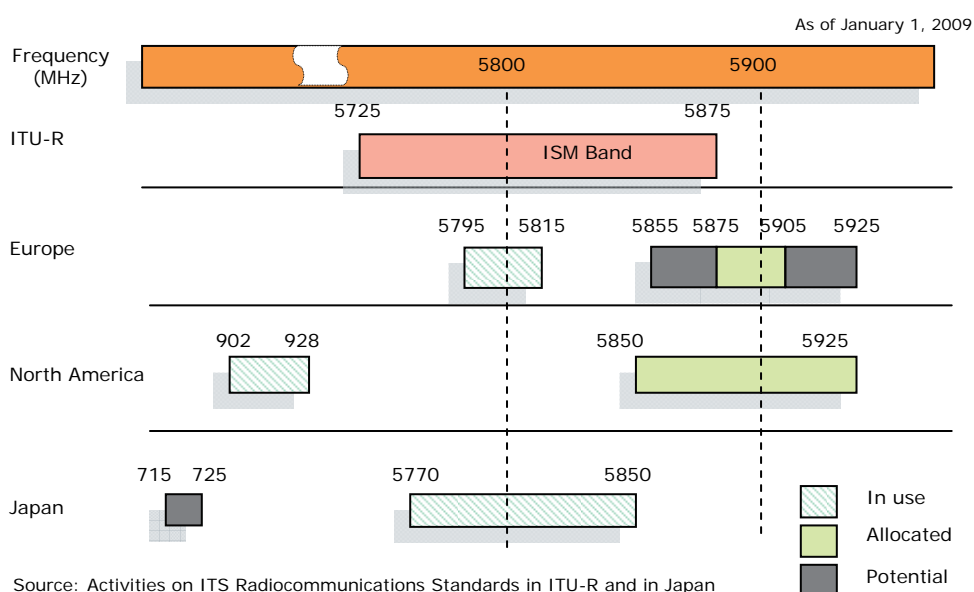 As of January 1, 2009
Frequency
(MHz)
5800 5900
5725 5875
ITU-R
ISM Band
5795 5815 5855 5875 5905 5925
Europe
902 928 5850 5925
North America
715 725 5770 5850
Japan
In use
Allocated
Potential
Source: Activities on ITS Radiocommunications Standards in ITU-R and in Japan